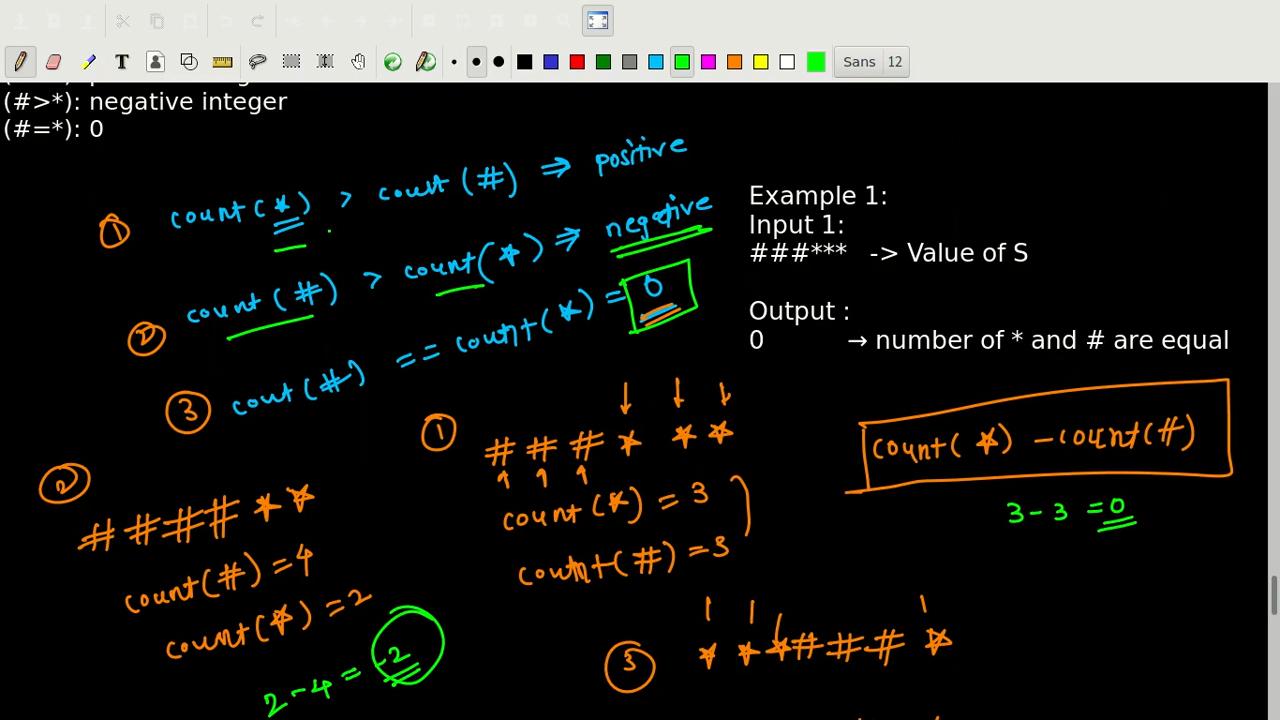 Sans 12
(#>*): negative integer
(#=*): 0
① count(*) > count(#) ⇒ positive
② count(#) > count(*) ⇒ negative
③ cout(#) == count(*) = 0
Example 1:
Input 1:
###*** -> Value of S
Output :
0 → number of * and # are equal
count(*) - count(#)
3 - 3 = 0
①
# # # * * *
count(*) = 3
count(#) = 3
②
# # # # * *
count(#) = 4
count(*) = 2
2 - 4 = -2
③
* * * # # # *